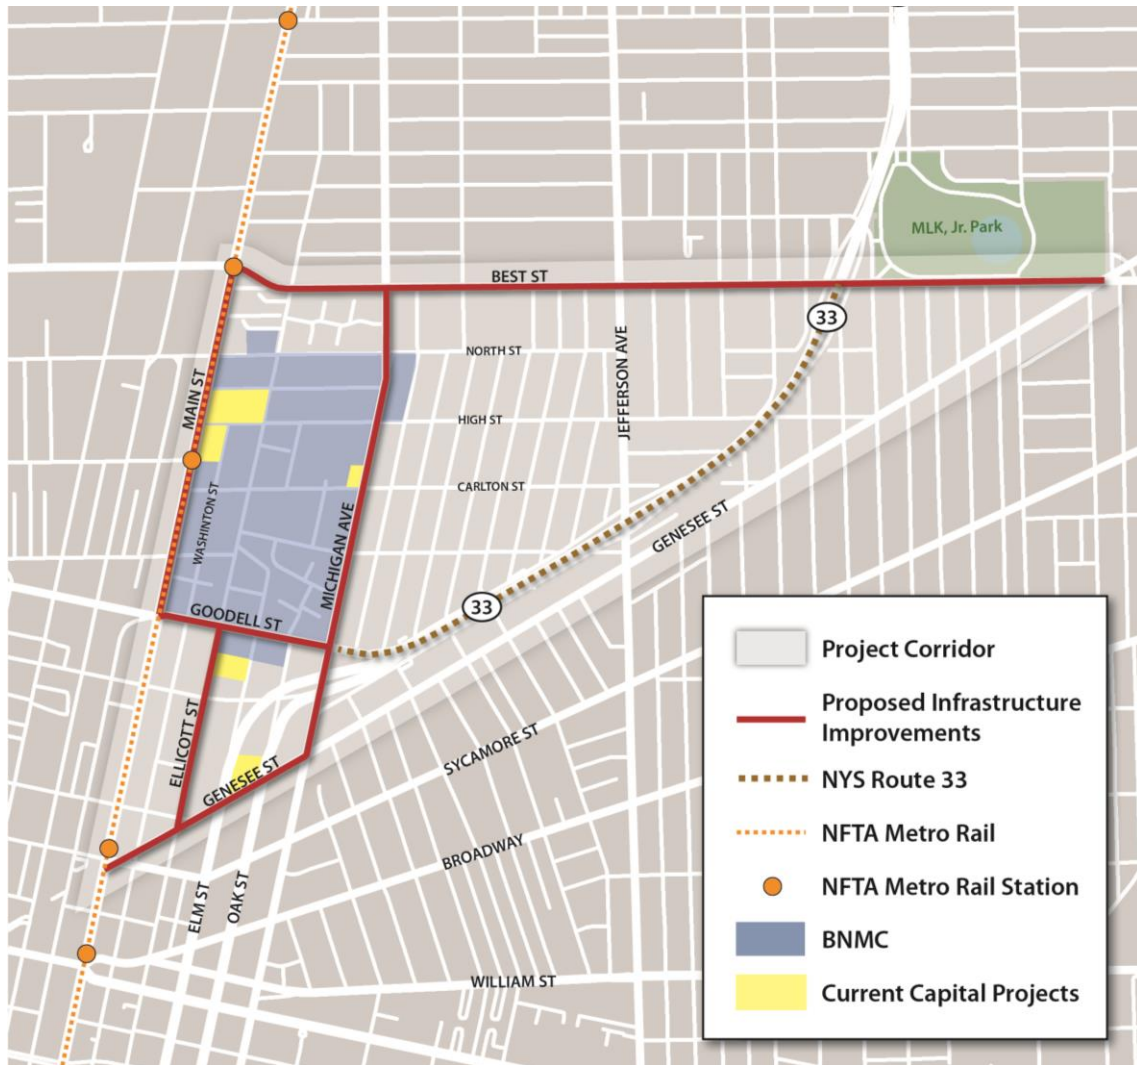 MLK, Jr. Park
BEST ST
33
NORTH ST
JEFFERSON AVE
MAIN ST
HIGH ST
CARLTON ST
WASHINTON ST
MICHIGAN AVE
GENESEE ST
33
GOODELL ST
ELLICOTT ST
GENESEE ST
SYCAMORE ST
BROADWAY
ELM ST
OAK ST
WILLIAM ST
Project Corridor
Proposed Infrastructure
Improvements
NYS Route 33
NFTA Metro Rail
NFTA Metro Rail Station
BNMC
Current Capital Projects